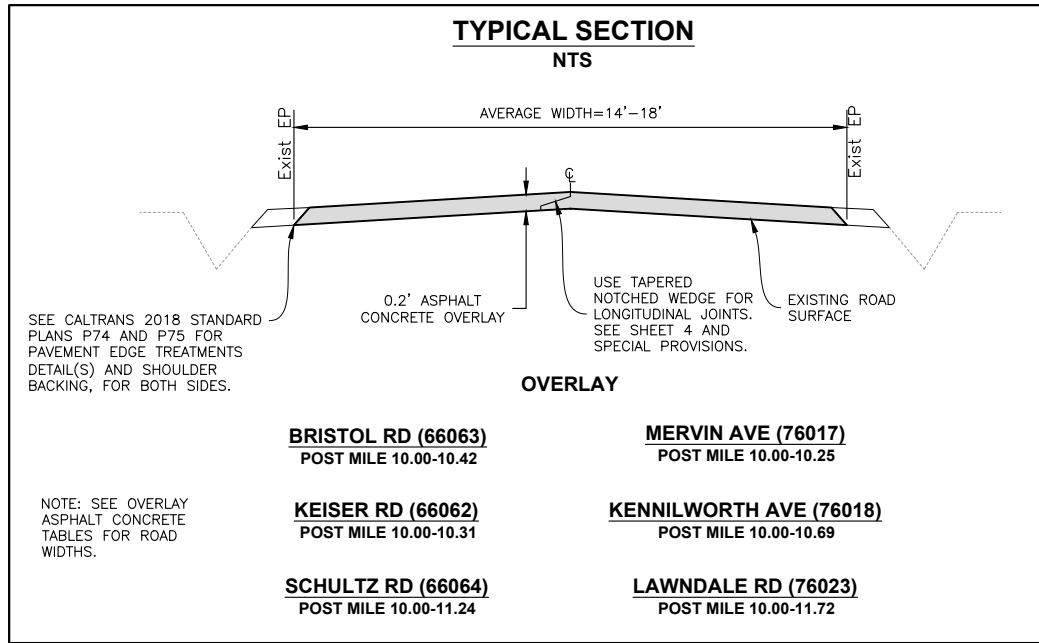 TYPICAL SECTION
NTS
Exist EP
AVERAGE WIDTH=14'-18'
Exist EP
℄
SEE CALTRANS 2018 STANDARD
PLANS P74 AND P75 FOR
PAVEMENT EDGE TREATMENTS
DETAIL(S) AND SHOULDER
BACKING, FOR BOTH SIDES.
0.2' ASPHALT
CONCRETE OVERLAY
USE TAPERED
NOTCHED WEDGE FOR
LONGITUDINAL JOINTS.
SEE SHEET 4 AND
SPECIAL PROVISIONS.
EXISTING ROAD
SURFACE
OVERLAY
BRISTOL RD (66063)
POST MILE 10.00-10.42
MERVIN AVE (76017)
POST MILE 10.00-10.25
NOTE: SEE OVERLAY
ASPHALT CONCRETE
TABLES FOR ROAD
WIDTHS.
KEISER RD (66062)
POST MILE 10.00-10.31
KENNILWORTH AVE (76018)
POST MILE 10.00-10.69
SCHULTZ RD (66064)
POST MILE 10.00-11.24
LAWNDALE RD (76023)
POST MILE 10.00-11.72